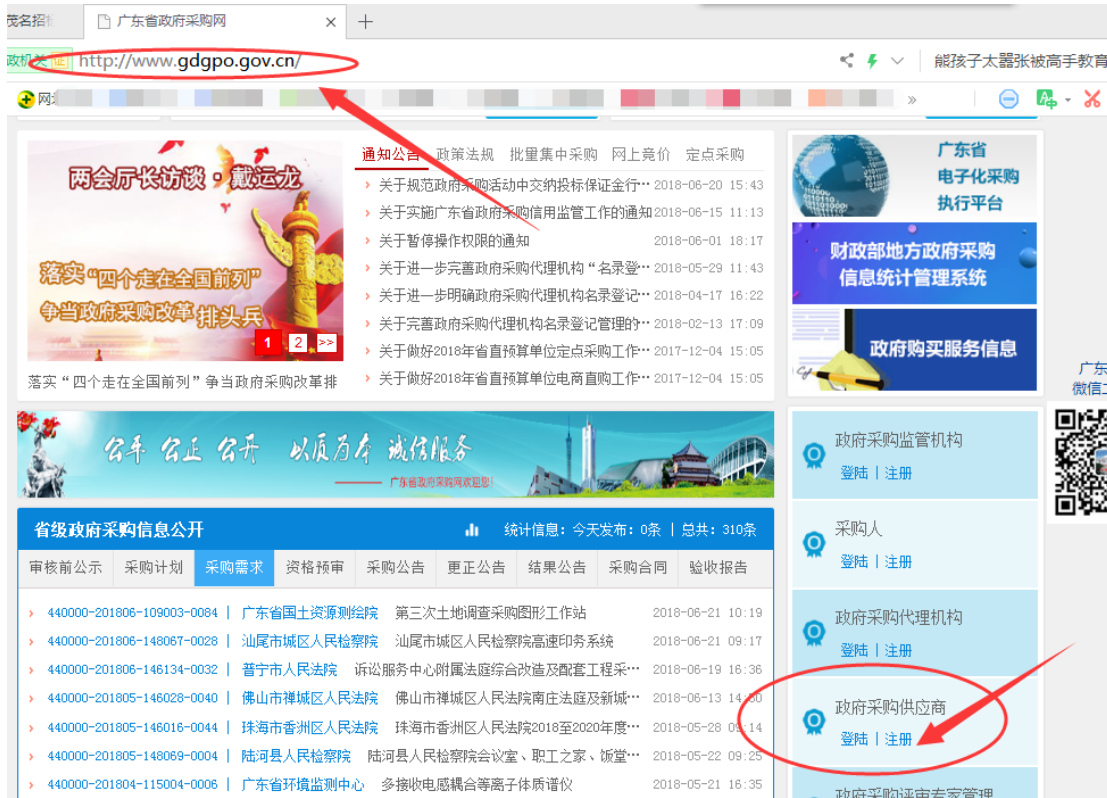 茂名招
广东省政府采购网
政机关 证 http://www.gdgpo.gov.cn/
熊孩子太嚣张被高手教育
»
两会厅长访谈·戴运龙
落实“四个走在全国前列”
争当政府采购改革排头兵
1 2 >>
落实“四个走在全国前列”争当政府采购改革排
通知公告 政策法规 批量集中采购 网上竞价 定点采购
关于规范政府采购活动中交纳投标保证金行… 2018-06-20 15:43
关于实施广东省政府采购信用监管工作的通知 2018-06-15 11:13
关于暂停操作权限的通知 2018-06-01 18:17
关于进一步完善政府采购代理机构“名录登… 2018-05-29 11:43
关于进一步明确政府采购代理机构名录登记… 2018-04-17 16:22
关于完善政府采购代理机构名录登记管理的… 2018-02-13 17:09
关于做好2018年省直预算单位定点采购工作… 2017-12-04 15:05
关于做好2018年省直预算单位电商直购工作… 2017-12-04 15:05
广东省
电子化采购
执行平台
财政部地方政府采购
信息统计管理系统
政府购买服务信息
广东
微信二
公平 公正 公开 以质为本 诚信服务
广东省政府采购网欢迎您!
省级政府采购信息公开 统计信息: 今天发布: 0条 | 总共: 310条
审核前公示 采购计划 采购需求 资格预审 采购公告 更正公告 结果公告 采购合同 验收报告
440000-201806-109003-0084 | 广东省国土资源测绘院 第三次土地调查采购图形工作站 2018-06-21 10:19
440000-201806-148067-0028 | 汕尾市城区人民检察院 汕尾市城区人民检察院高速印务系统 2018-06-21 09:17
440000-201806-146134-0032 | 普宁市人民法院 诉讼服务中心附属法庭综合改造及配套工程采… 2018-06-19 16:36
440000-201805-146028-0040 | 佛山市禅城区人民法院 佛山市禅城区人民法院南庄法庭及新城… 2018-06-13 14:
440000-201805-146016-0044 | 珠海市香洲区人民法院 珠海市香洲区人民法院2018至2020年度… 2018-05-28 09:14
440000-201805-148069-0004 | 陆河县人民检察院 陆河县人民检察院会议室、职工之家、饭堂… 2018-05-22 09:25
440000-201804-115004-0006 | 广东省环境监测中心 多接收电感耦合等离子体质谱仪 2018-05-21 16:35
政府采购监管机构
登陆 | 注册
采购人
登陆 | 注册
政府采购代理机构
登陆 | 注册
政府采购供应商
登陆 | 注册
政府采购评审专家管理